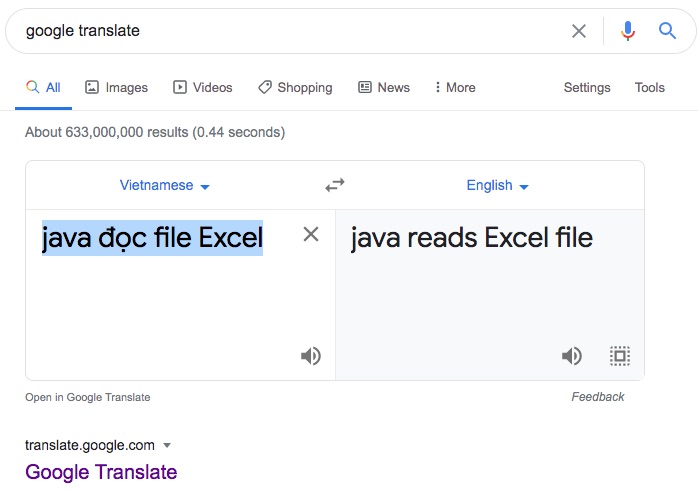 google translate
All Images Videos Shopping News More Settings Tools
About 633,000,000 results (0.44 seconds)
Vietnamese English
java đọc file Excel
java reads Excel file
Open in Google Translate Feedback
translate.google.com
Google Translate